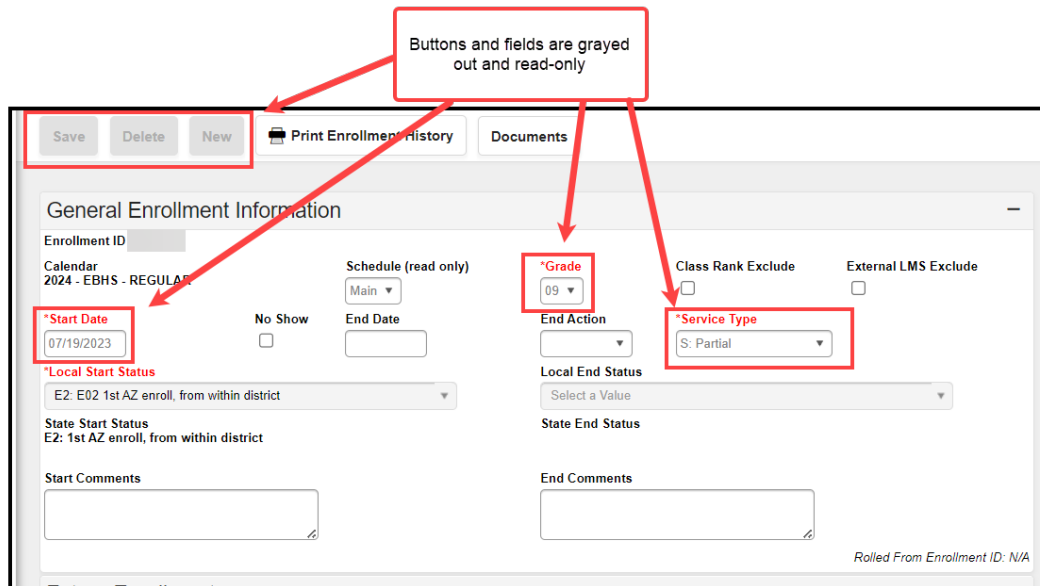 Buttons and fields are grayed
out and read-only
Save Delete New Print Enrollment History Documents
General Enrollment Information
Enrollment ID
Calendar Schedule (read only) *Grade Class Rank Exclude External LMS Exclude
2024 - EBHS - REGULAR Main 09
*Start Date No Show End Date End Action *Service Type
07/19/2023 S: Partial
*Local Start Status Local End Status
E2: E02 1st AZ enroll, from within district Select a Value
State Start Status State End Status
E2: 1st AZ enroll, from within district
Start Comments End Comments
Rolled From Enrollment ID: N/A